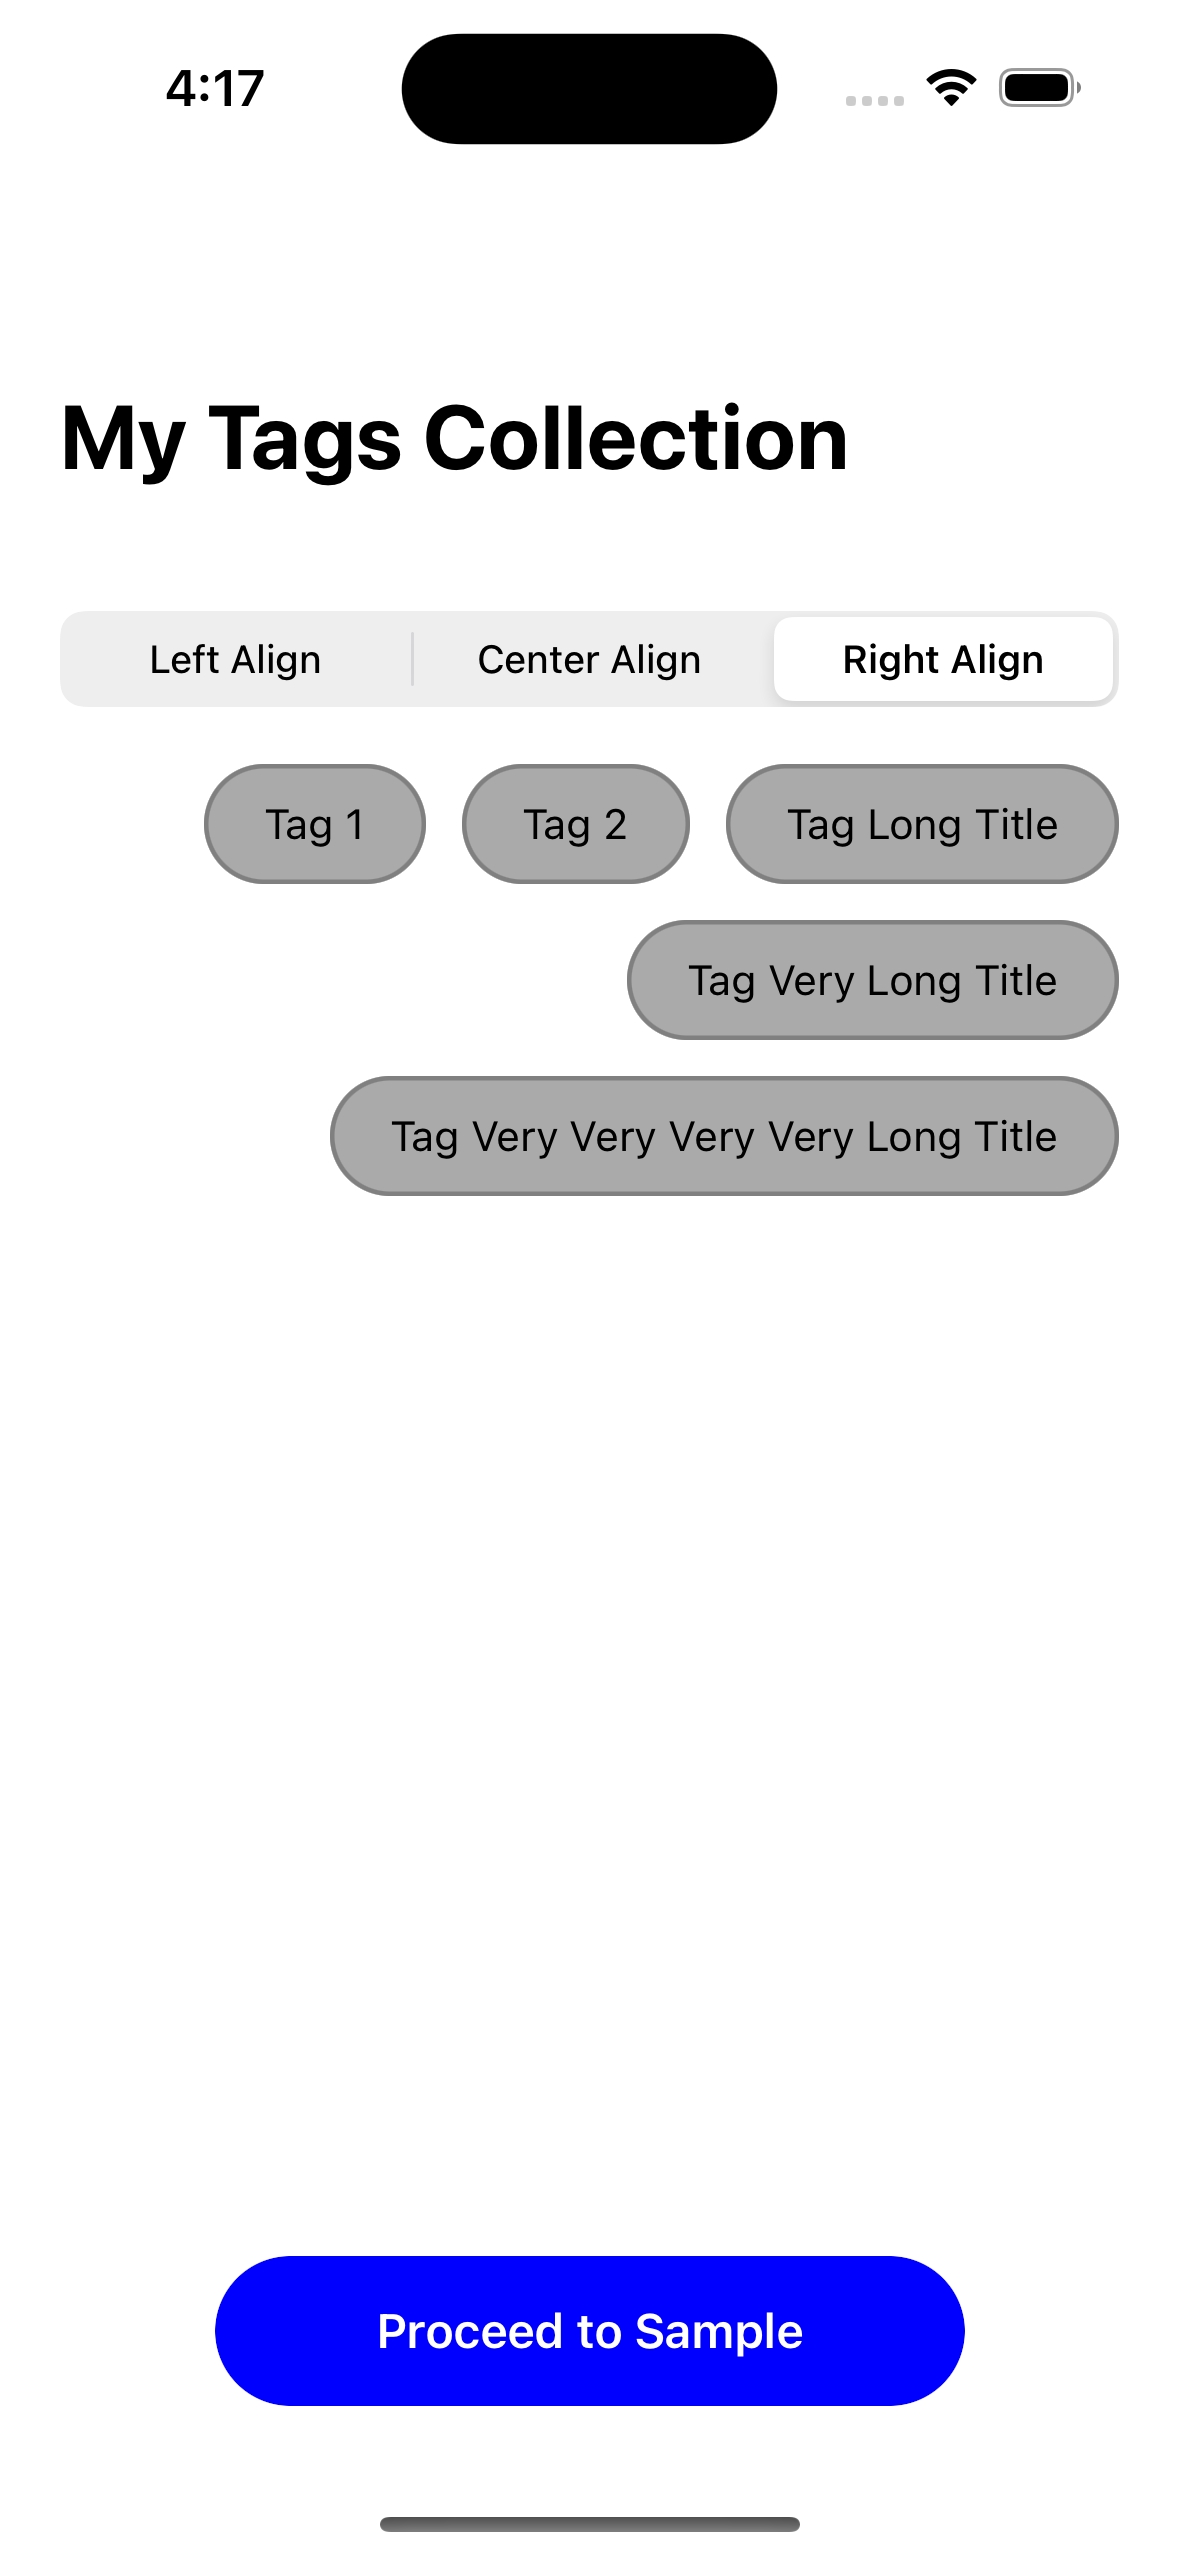 4:17
My Tags Collection
Left Align Center Align Right Align
Tag 1 Tag 2 Tag Long Title
Tag Very Long Title
Tag Very Very Very Very Long Title
Proceed to Sample